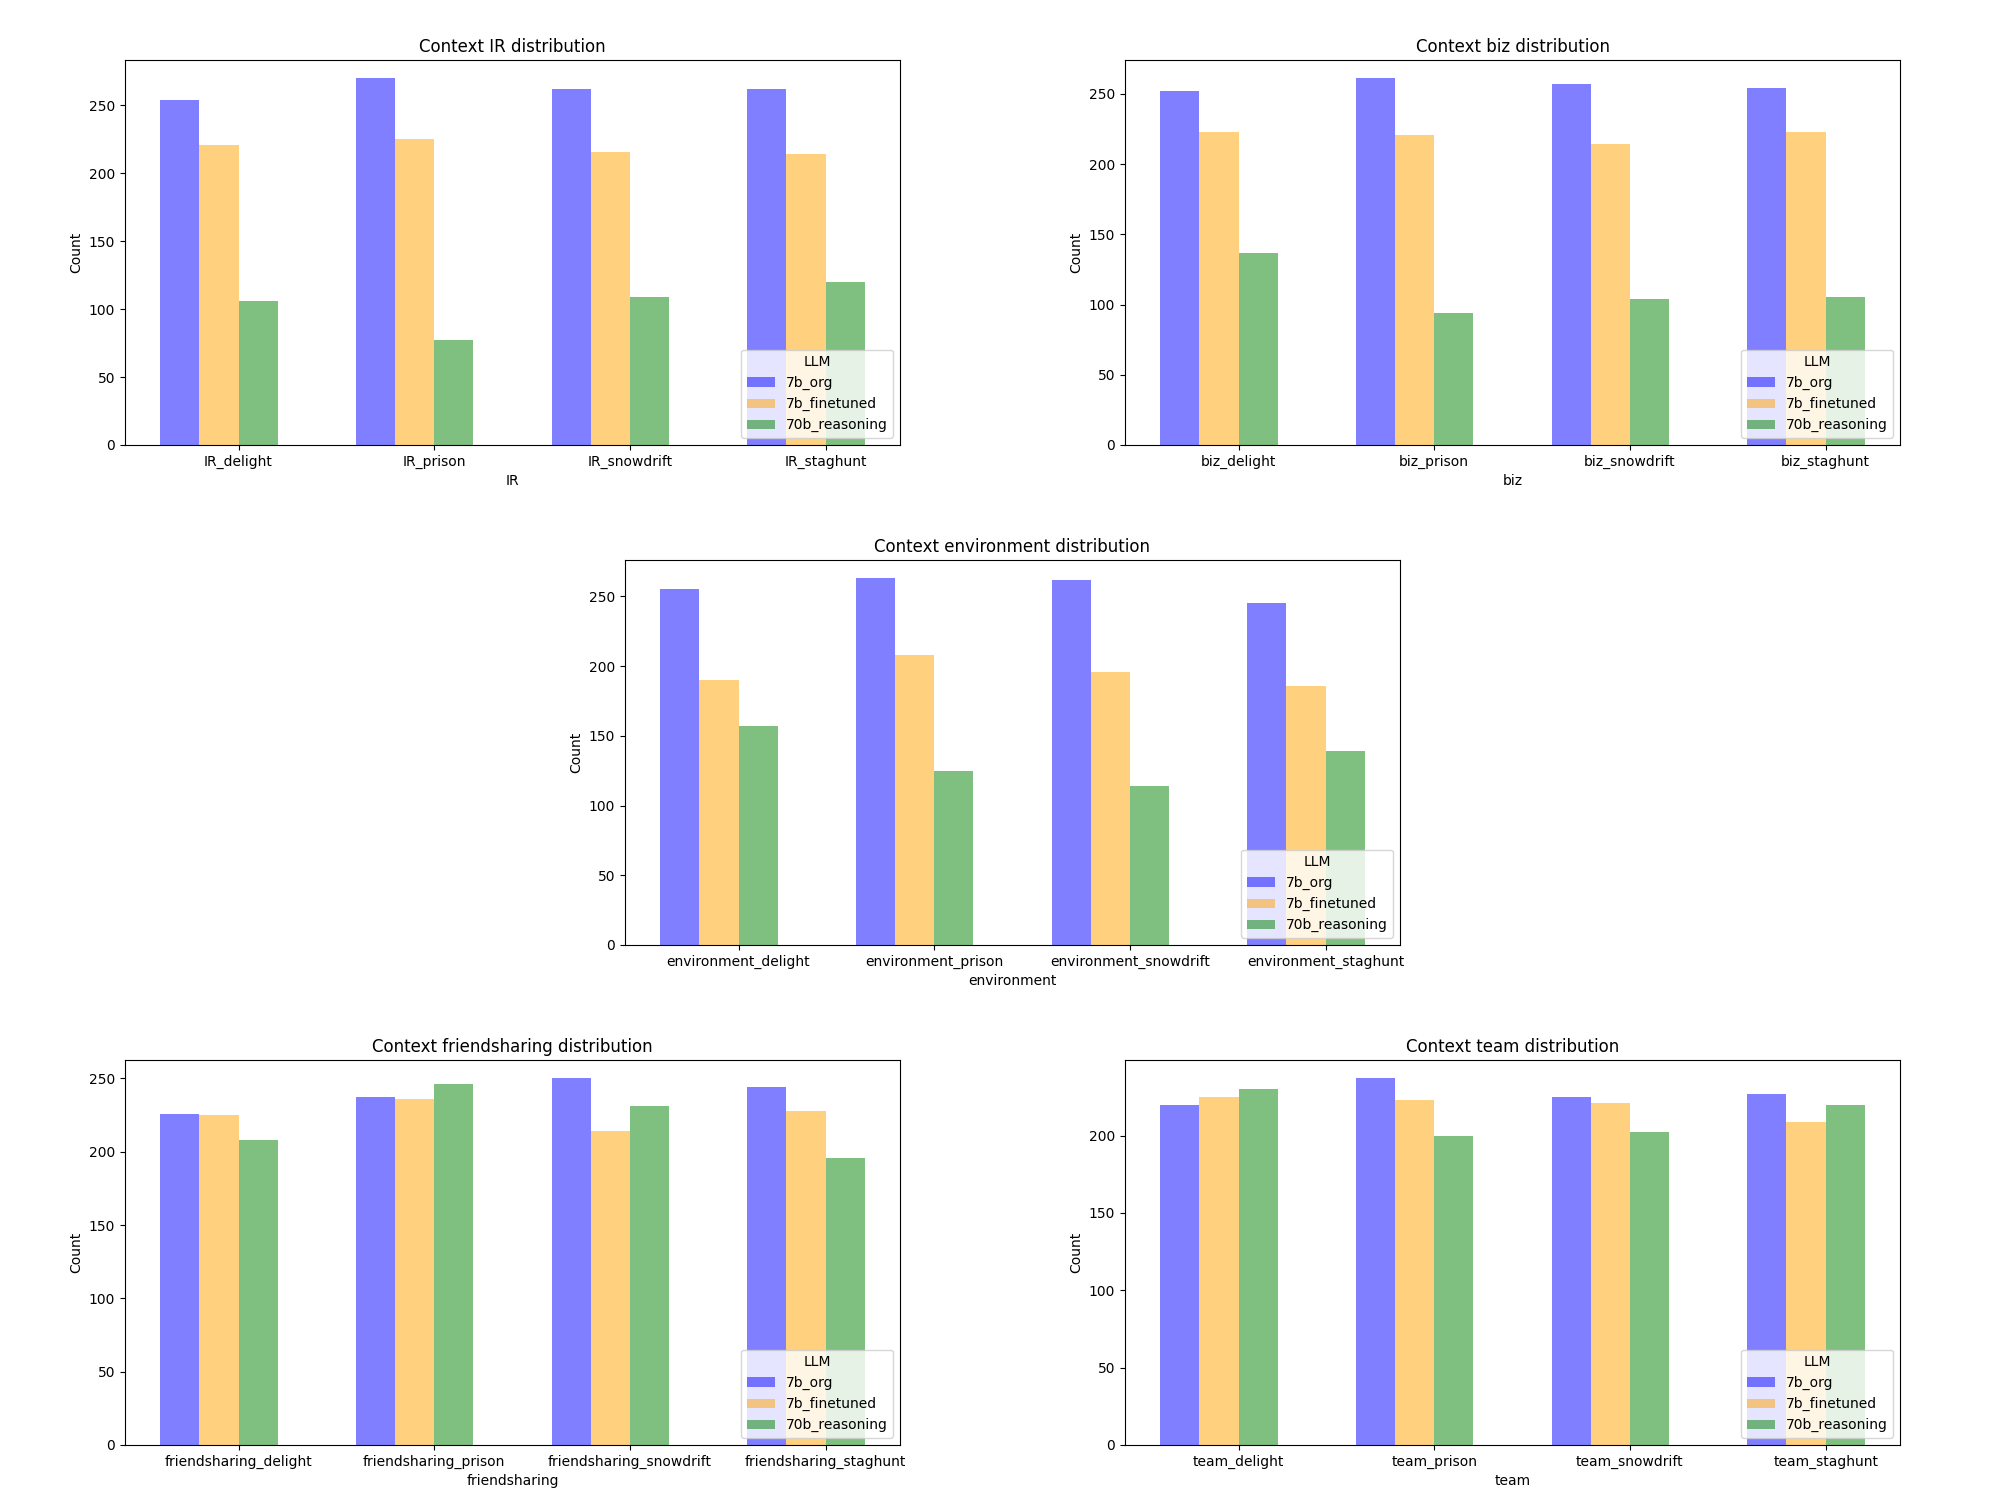 Context IR distribution
Count
250
200
150
100
50
0
LLM
7b_org
7b_finetuned
70b_reasoning
IR_delight IR_prison IR_snowdrift IR_staghunt
IR
Context biz distribution
Count
250
200
150
100
50
0
LLM
7b_org
7b_finetuned
70b_reasoning
biz_delight biz_prison biz_snowdrift biz_staghunt
biz
Context environment distribution
Count
250
200
150
100
50
0
LLM
7b_org
7b_finetuned
70b_reasoning
environment_delight environment_prison environment_snowdrift environment_staghunt
environment
Context friendsharing distribution
Count
250
200
150
100
50
0
LLM
7b_org
7b_finetuned
70b_reasoning
friendsharing_delight friendsharing_prison friendsharing_snowdrift friendsharing_staghunt
friendsharing
Context team distribution
Count
200
150
100
50
0
LLM
7b_org
7b_finetuned
70b_reasoning
team_delight team_prison team_snowdrift team_staghunt
team